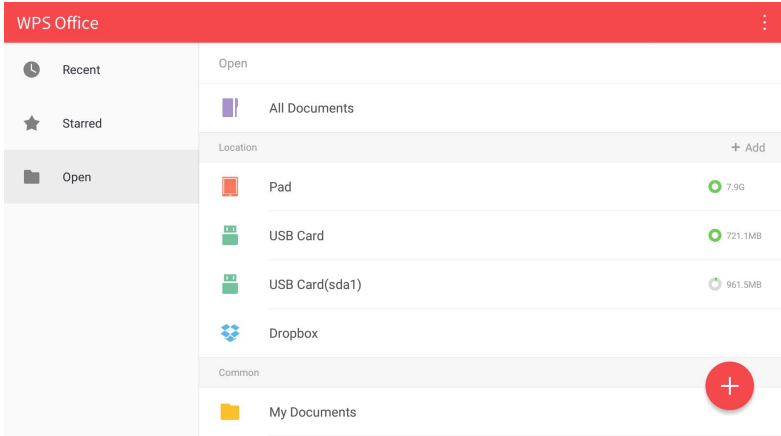 WPS Office
Recent
Starred
Open
Open
All Documents
Location
+ Add
Pad
7.9G
USB Card
721.1MB
USB Card(sda1)
961.5MB
Dropbox
Common
My Documents